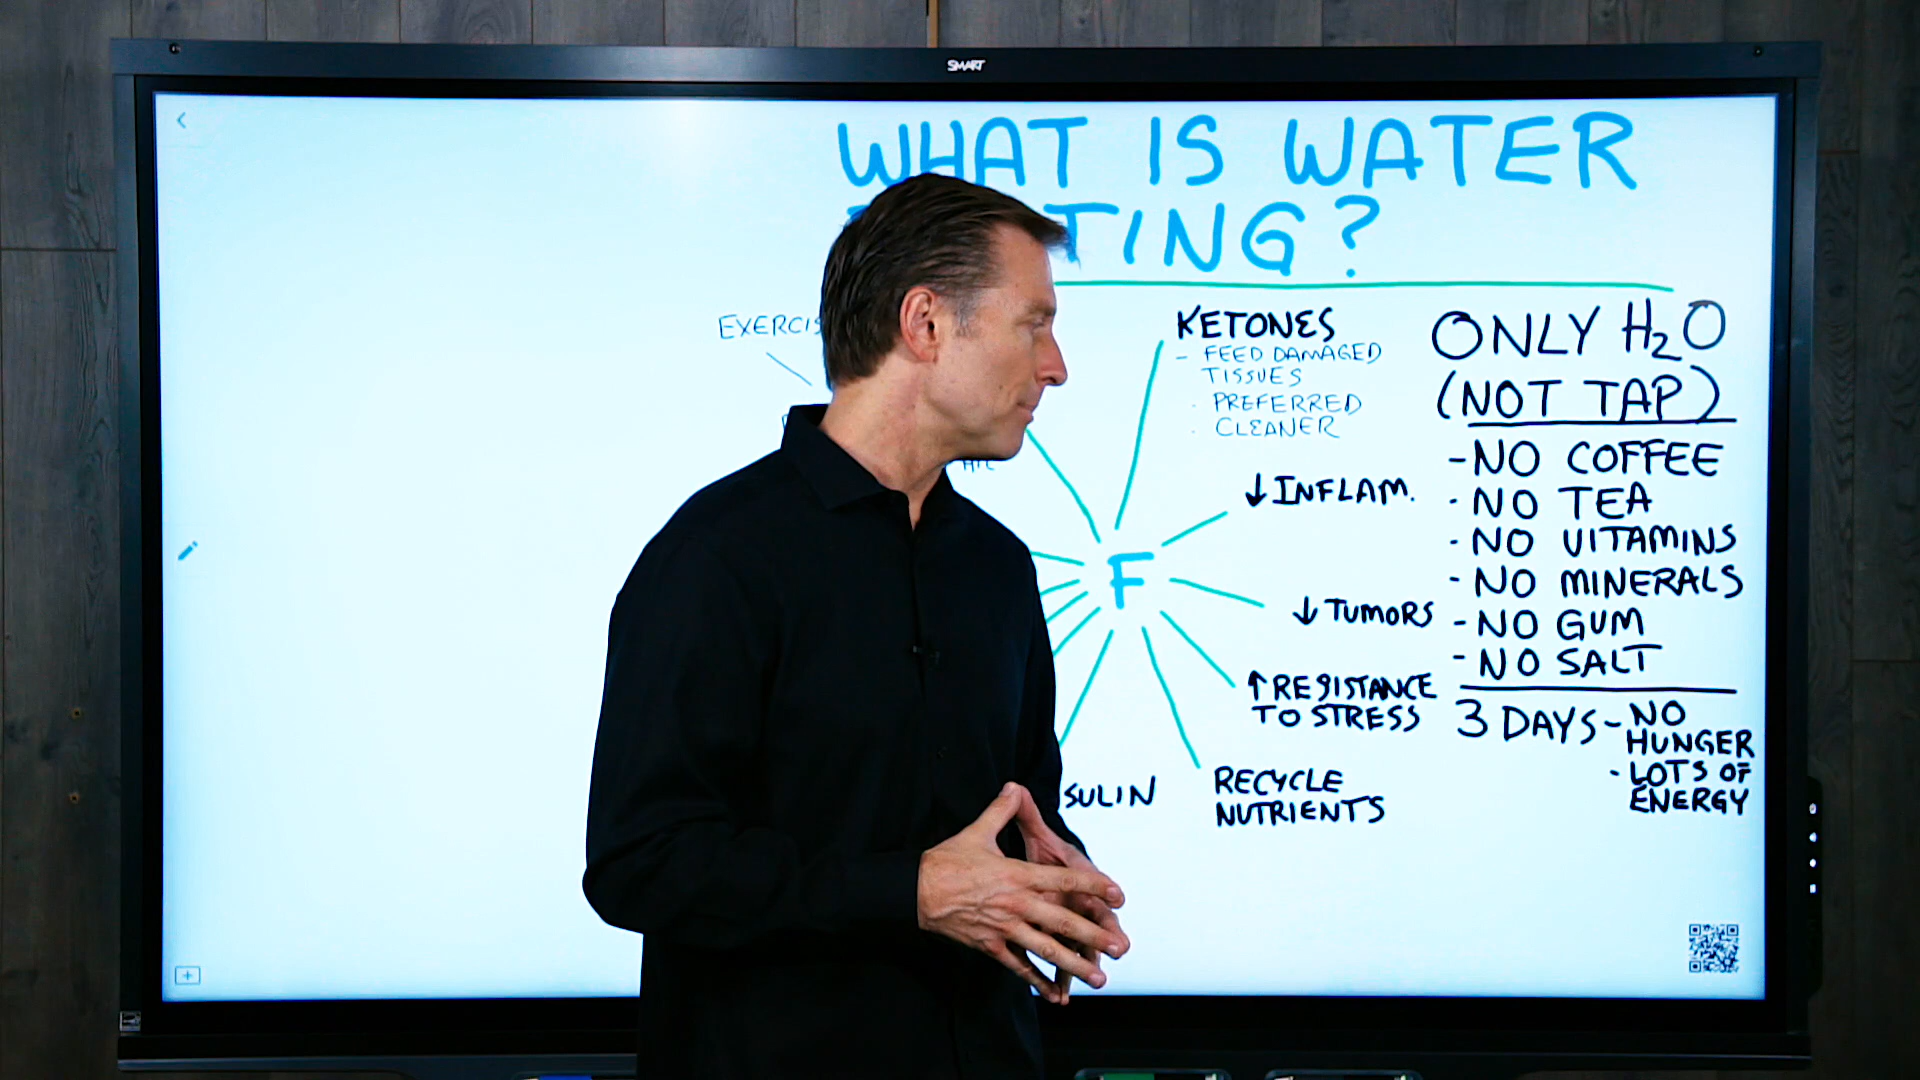 SMART
WHAT IS WATER
TING?
EXERCIS
KETONES
- FEED DAMAGED
TISSUES
- PREFERRED
- CLEANER
↓ INFLAM.
F
↓ TUMORS
↑ RESISTANCE
TO STRESS
RECYCLE
NUTRIENTS
SULIN
ONLY H₂O
(NOT TAP)
- NO COFFEE
- NO TEA
- NO VITAMINS
- NO MINERALS
- NO GUM
- NO SALT
3 DAYS - NO
HUNGER
- LOTS OF
ENERGY